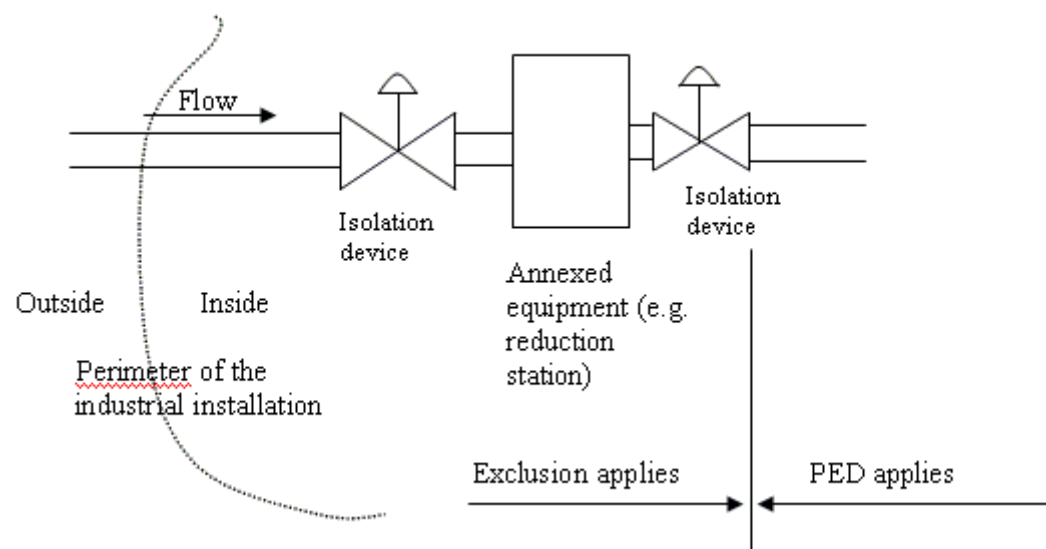 Flow
Isolation
device
Isolation
device
Annexed
equipment (e.g.
reduction
station)
Outside
Inside
Perimeter of the
industrial installation
Exclusion applies
PED applies